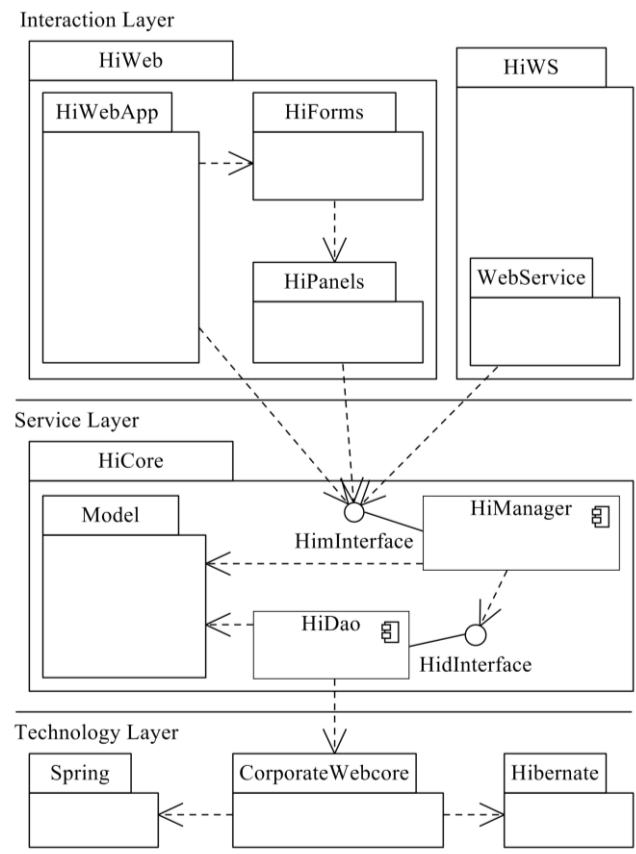 Interaction Layer
HiWeb
HiWS
HiWebApp
HiForms
HiPanels
WebService
Service Layer
HiCore
Model
HiManager
HimInterface
HiDao
HidInterface
Technology Layer
Spring
CorporateWebcore
Hibernate